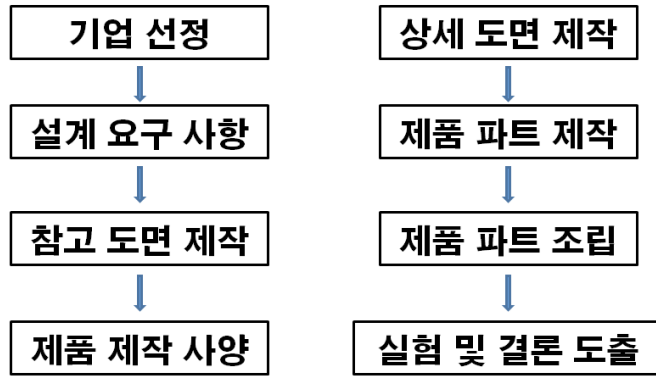 기업 선정
설계 요구 사항
참고 도면 제작
제품 제작 사양
상세 도면 제작
제품 파트 제작
제품 파트 조립
실험 및 결론 도출